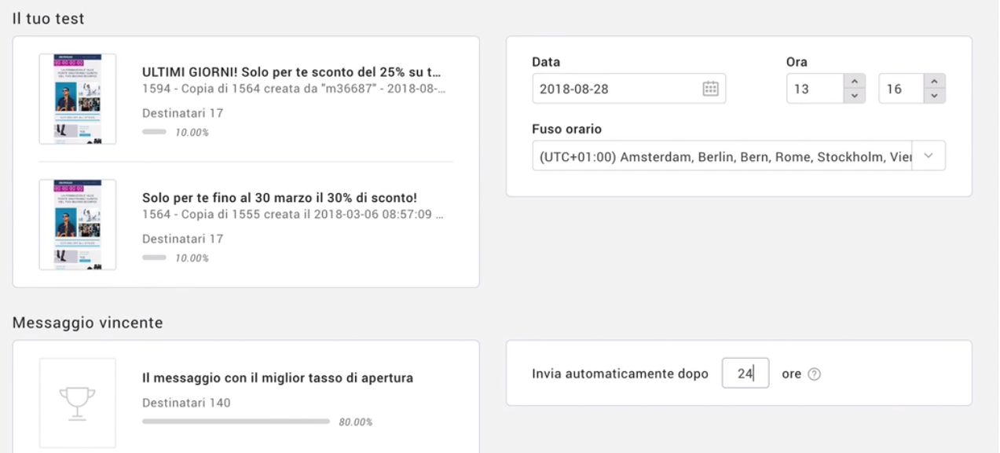 Il tuo test
ULTIMI GIORNI! Solo per te sconto del 25% su t...
1594 - Copia di 1564 creata da "m36687" - 2018-08-...
Destinatari 17
10.00%
Solo per te fino al 30 marzo il 30% di sconto!
1564 - Copia di 1555 creata il 2018-03-06 08:57:09 ...
Destinatari 17
10.00%
Data
Ora
2018-08-28
13
16
Fuso orario
(UTC+01:00) Amsterdam, Berlin, Bern, Rome, Stockholm, Vie
Messaggio vincente
Il messaggio con il miglior tasso di apertura
Destinatari 140
80.00%
Invia automaticamente dopo 24 ore ?